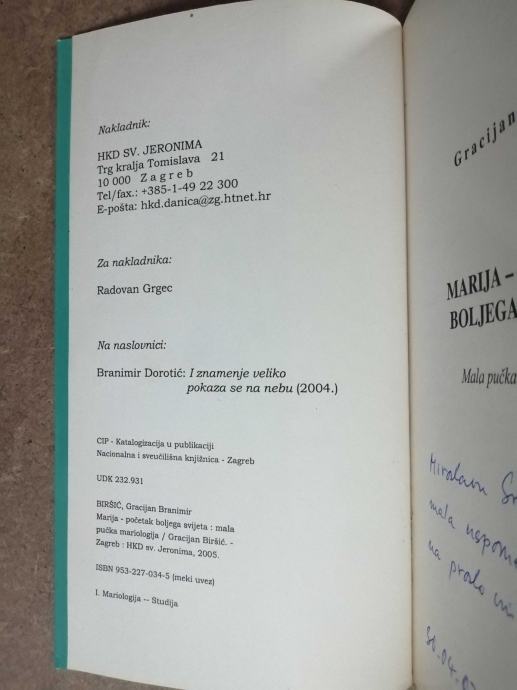 Nakladnik:
HKD SV. JERONIMA
Trg kralja Tomislava 21
10 000 Zagreb
Tel/fax.: +385-1-49 22 300
E-pošta: hkd.danica@zg.htnet.hr
Za nakladnika:
Radovan Grgec
Na naslovnici:
Branimir Dorotić: I znamenje veliko
pokaza se na nebu (2004.)
CIP - Katalogizacija u publikaciji
Nacionalna i sveučilišna knjižnica - Zagreb
UDK 232.931
BIRŠIĆ, Gracijan Branimir
Marija - početak boljega svijeta : mala
pučka mariologija / Gracijan Biršić. -
Zagreb : HKD sv. Jeronima, 2005.
ISBN 953-227-034-5 (meki uvez)
I. Mariologija -- Studija
Gracijan
MARIJA –
BOLJEGA
Mala pučka
mala
na